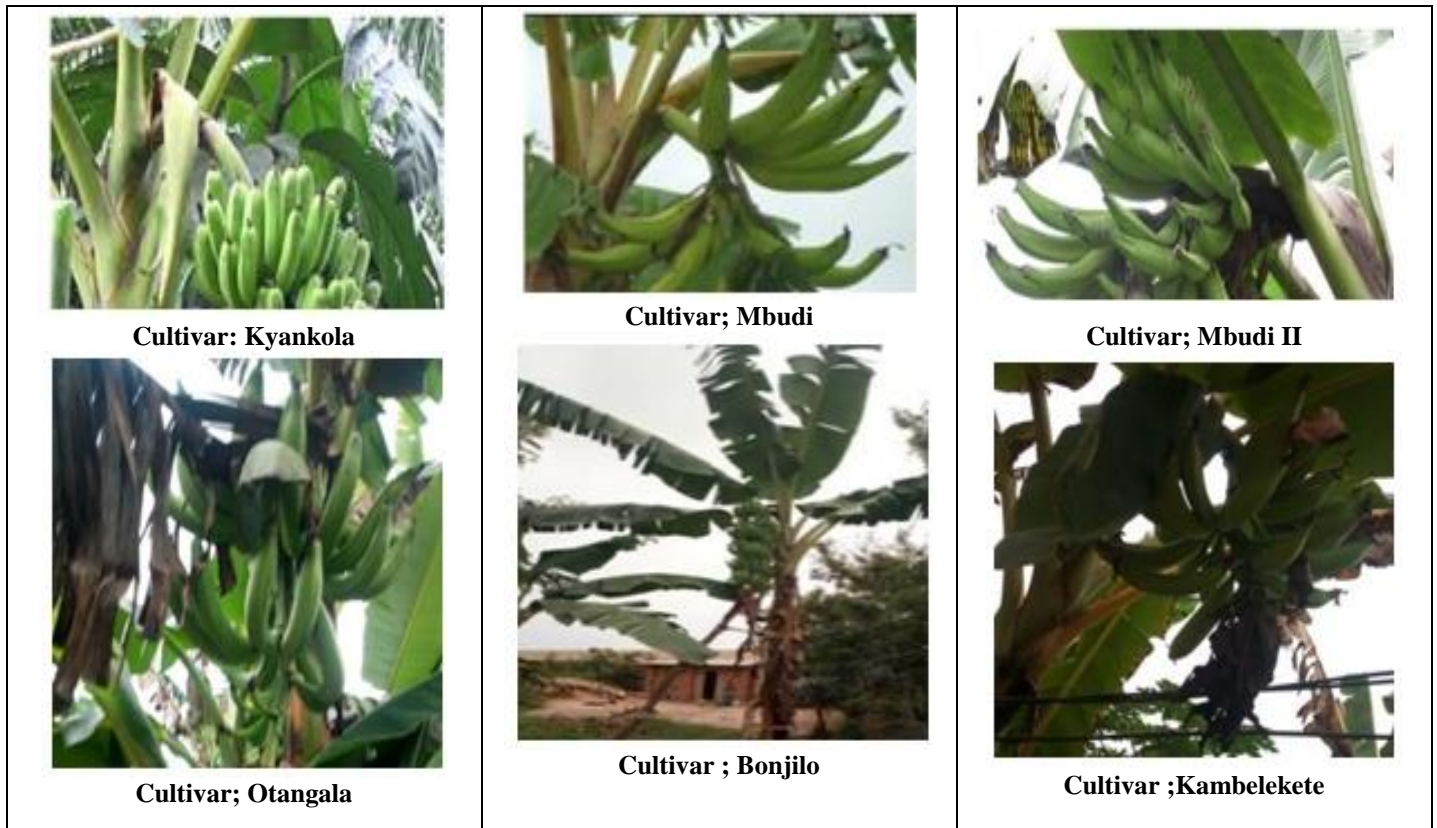 Cultivar: Kyankola
Cultivar; Otangala
Cultivar; Mbudi
Cultivar ; Bonjilo
Cultivar; Mbudi II
Cultivar ;Kambelekete